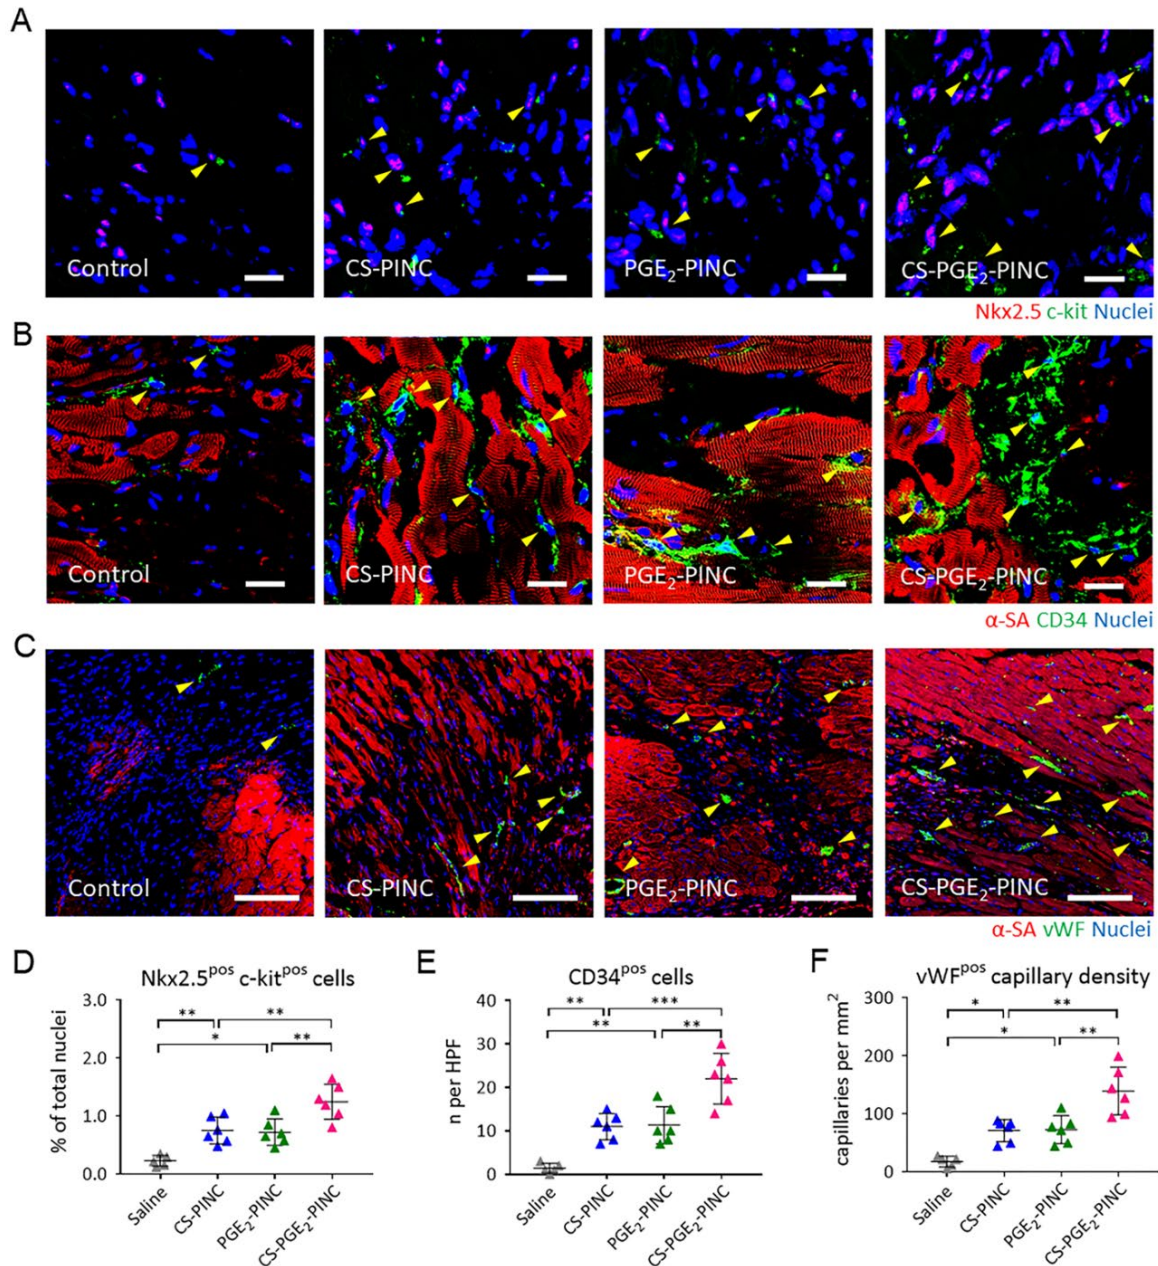 A
Control
CS-PINC
PGE₂-PINC
CS-PGE₂-PINC
Nkx2.5 c-kit Nuclei
B
Control
CS-PINC
PGE₂-PINC
CS-PGE₂-PINC
α-SA CD34 Nuclei
C
Control
CS-PINC
PGE₂-PINC
CS-PGE₂-PINC
α-SA vWF Nuclei
D
Nkx2.5ᵖᵒˢ c-kitᵖᵒˢ cells
% of total nuclei
3.0
2.0
1.0
0.0
** **
* **
Saline
CS-PINC
PGE₂-PINC
CS-PGE₂-PINC
E
CD34ᵖᵒˢ cells
n per HPF
40
30
20
10
0
** ***
** **
Saline
CS-PINC
PGE₂-PINC
CS-PGE₂-PINC
F
vWFᵖᵒˢ capillary density
capillaries per mm²
300
200
100
0
* **
* **
Saline
CS-PINC
PGE₂-PINC
CS-PGE₂-PINC